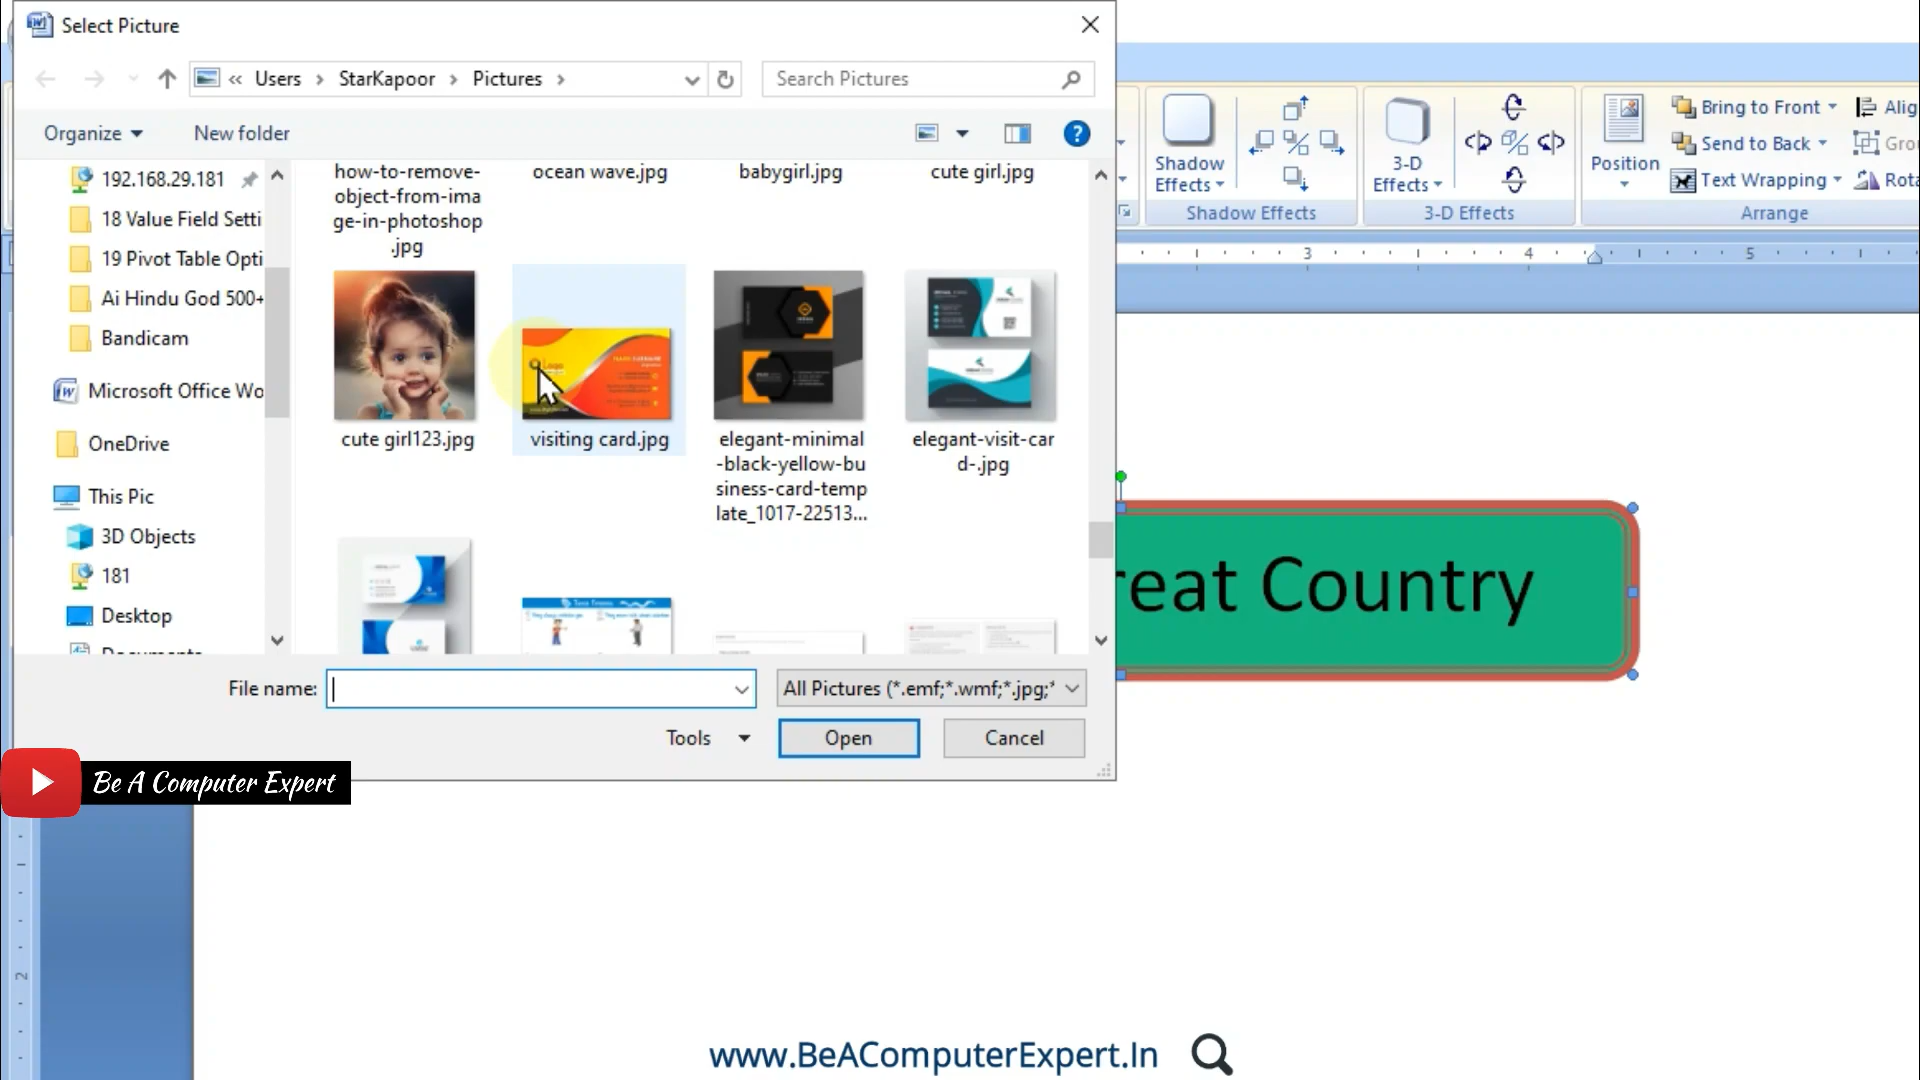 Select Picture
« Users › StarKapoor › Pictures ›
Search Pictures
Organize
New folder
?
192.168.29.181
18 Value Field Setti
19 Pivot Table Opti
Ai Hindu God 500+
Bandicam
Microsoft Office Wo
OneDrive
This Pic
3D Objects
181
Desktop
how-to-remove-
object-from-ima
ge-in-photoshop
.jpg
ocean wave.jpg
babygirl.jpg
cute girl.jpg
cute girl123.jpg
visiting card.jpg
elegant-minimal
-black-yellow-bu
siness-card-temp
late_1017-22513...
elegant-visit-car
d-.jpg
File name:
All Pictures (*.emf;*.wmf;*.jpg;*
Tools
Open
Cancel
Shadow
Effects
Shadow Effects
3-D
Effects
3-D Effects
Position
Bring to Front
Send to Back
Text Wrapping
Alig
Grou
Rota
Arrange
3
4
5
reat Country
Be A Computer Expert
2
www.BeAComputerExpert.In